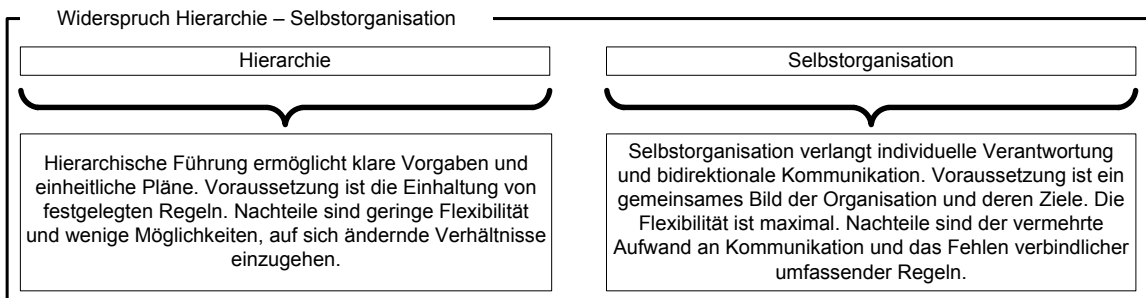 Widerspruch Hierarchie – Selbstorganisation
Hierarchie
Hierarchische Führung ermöglicht klare Vorgaben und
einheitliche Pläne. Voraussetzung ist die Einhaltung von
festgelegten Regeln. Nachteile sind geringe Flexibilität
und wenige Möglichkeiten, auf sich ändernde Verhältnisse
einzugehen.
Selbstorganisation
Selbstorganisation verlangt individuelle Verantwortung
und bidirektionale Kommunikation. Voraussetzung ist ein
gemeinsames Bild der Organisation und deren Ziele. Die
Flexibilität ist maximal. Nachteile sind der vermehrte
Aufwand an Kommunikation und das Fehlen verbindlicher
umfassender Regeln.